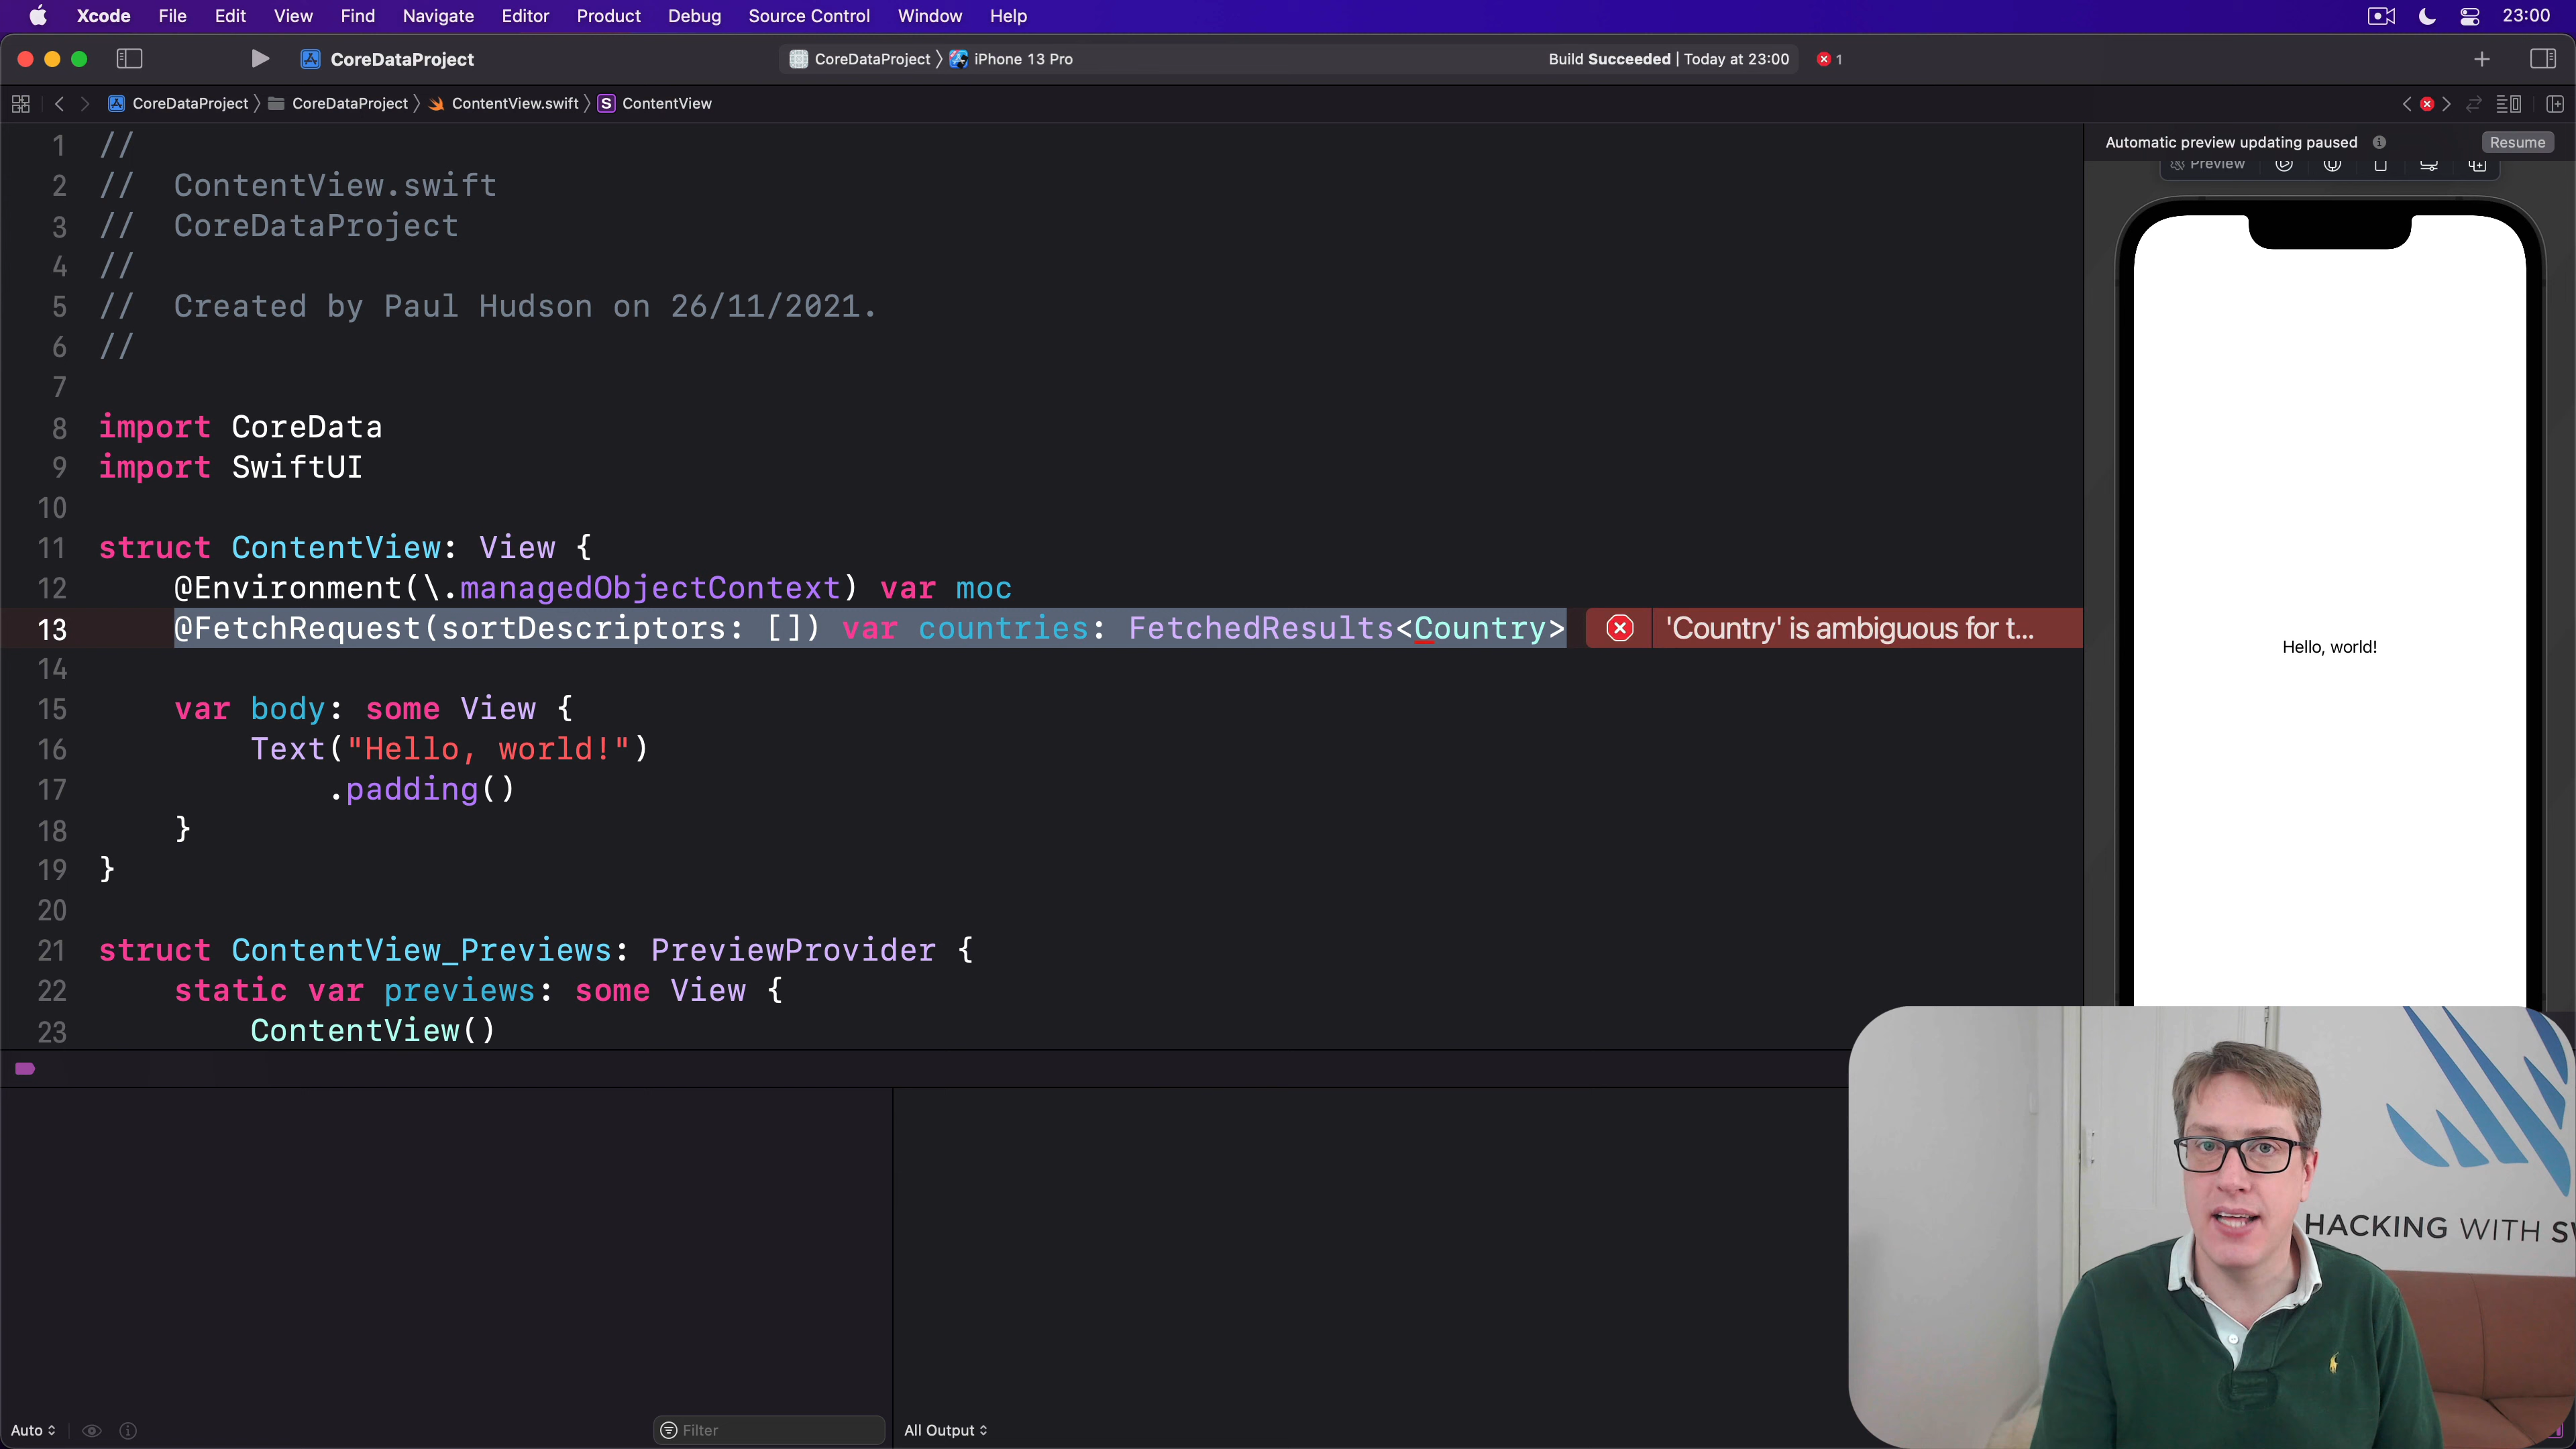 Xcode File Edit View Find Navigate Editor Product Debug Source Control Window Help 23:00
CoreDataProject CoreDataProject 〉 iPhone 13 Pro Build Succeeded | Today at 23:00 1
CoreDataProject 〉 CoreDataProject 〉 ContentView.swift 〉 S ContentView
Automatic preview updating paused Resume
Preview
1 //
2 //  ContentView.swift
3 //  CoreDataProject
4 //
5 //  Created by Paul Hudson on 26/11/2021.
6 //
7
8 import CoreData
9 import SwiftUI
10
11 struct ContentView: View {
12     @Environment(\.managedObjectContext) var moc
13     @FetchRequest(sortDescriptors: []) var countries: FetchedResults<Country> 'Country' is ambiguous for t...
14
15     var body: some View {
16         Text("Hello, world!")
17             .padding()
18     }
19 }
20
21 struct ContentView_Previews: PreviewProvider {
22     static var previews: some View {
23         ContentView()
Hello, world!
HACKING WITH SW
Auto Filter All Output